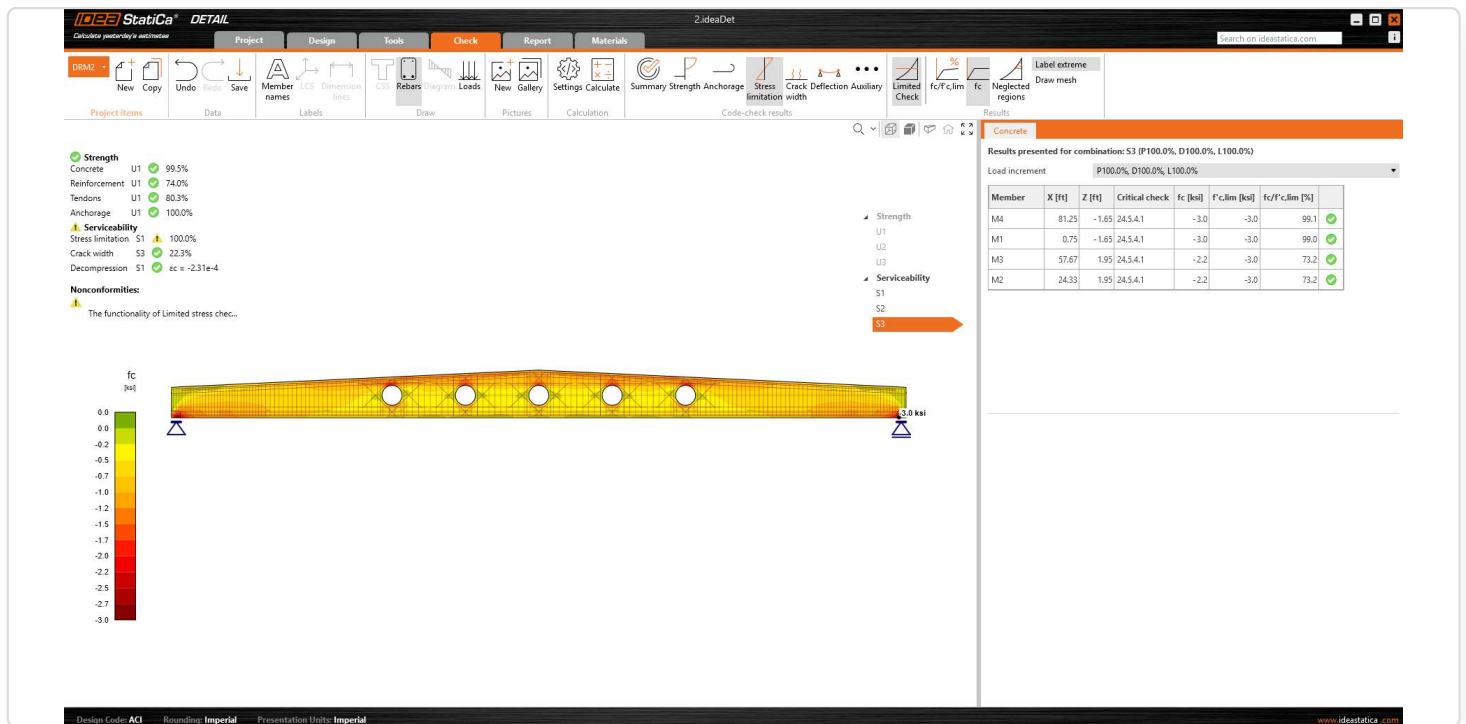 IDEA StatiCa® DETAIL
Calculate yesterday's estimates
2.ideaDet
Project Design Tools Check Report Materials
Search on ideastatica.com
DRM2
New Copy
Undo Redo Save
Member names
LCS
Dimension lines
CSS Rebars Diagram Loads
New Gallery
Settings Calculate
Summary Strength Anchorage Stress limitation Crack width Deflection Auxiliary
Limited Check
fc/f'c,lim fc
Neglected regions
Label extreme
Draw mesh
Project Items Data Labels Draw Pictures Calculation Code-check results Results
Strength
Concrete U1 99.5%
Reinforcement U1 74.0%
Tendons U1 80.3%
Anchorage U1 100.0%
Serviceability
Stress limitation S1 100.0%
Crack width S3 22.3%
Decompression S1 εc = -2.31e-4
Nonconformities:
The functionality of Limited stress chec...
Strength
U1
U2
U3
Serviceability
S1
S2
S3
fc
[ksi]
0.0
0.0
-0.2
-0.5
-0.7
-1.0
-1.2
-1.5
-1.7
-2.0
-2.2
-2.5
-2.7
-3.0
-3.0 ksi
Concrete
Results presented for combination: S3 (P100.0%, D100.0%, L100.0%)
Load increment P100.0%, D100.0%, L100.0%
Member X [ft] Z [ft] Critical check fc [ksi] f'c,lim [ksi] fc/f'c,lim [%]
M4 81.25 -1.65 24.5.4.1 -3.0 -3.0 99.1
M1 0.75 -1.65 24.5.4.1 -3.0 -3.0 99.0
M3 57.67 1.95 24.5.4.1 -2.2 -3.0 73.2
M2 24.33 1.95 24.5.4.1 -2.2 -3.0 73.2
Design Code: ACI Rounding: Imperial Presentation Units: Imperial
www.ideastatica.com